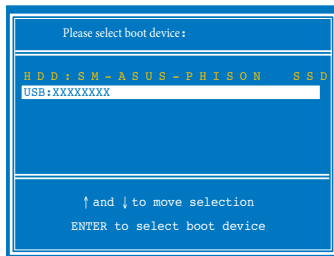 Please select boot device:
HDD:SM-ASUS-PHISON SSD
USB:XXXXXXXX
↑ and ↓ to move selection
ENTER to select boot device